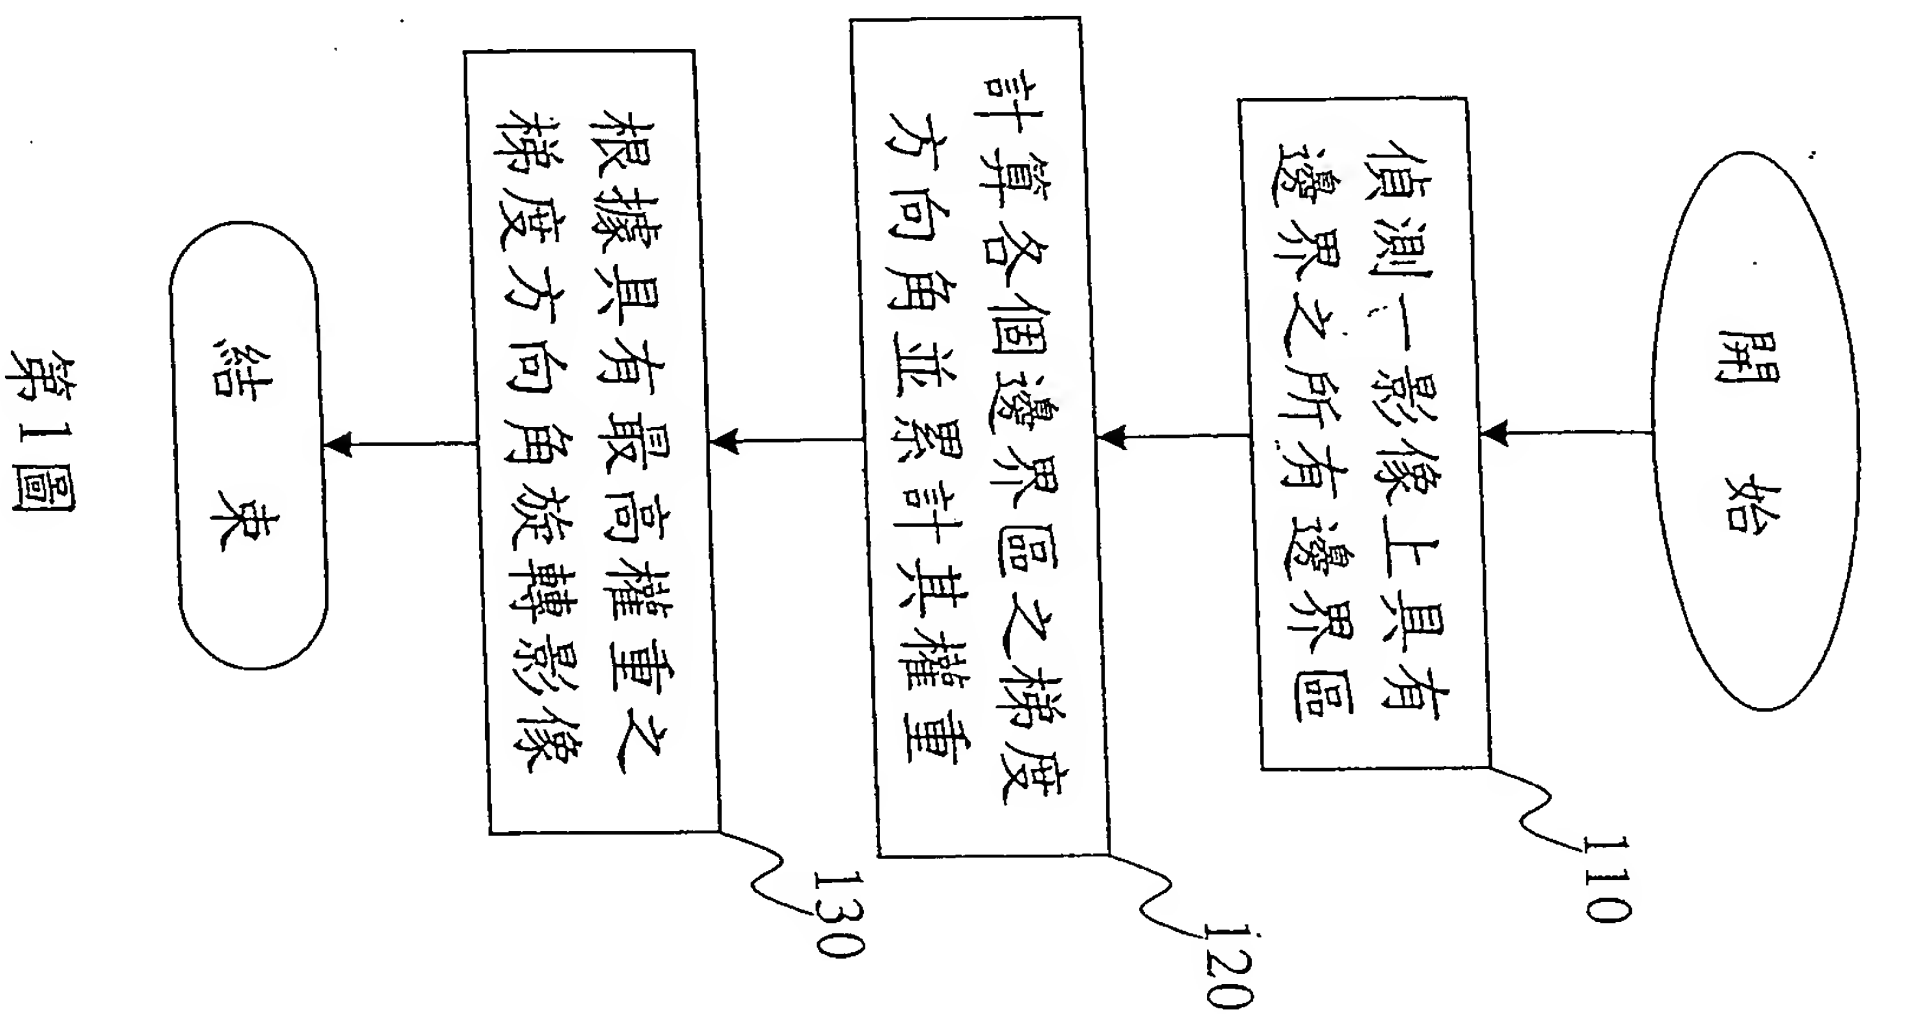 開始
偵測一影像上具有
邊界之所有邊界區
110
計算各個邊界區之梯度
方向角並累計其權重
120
根據具有最高權重之
梯度方向角旋轉影像
130
結束
第1圖